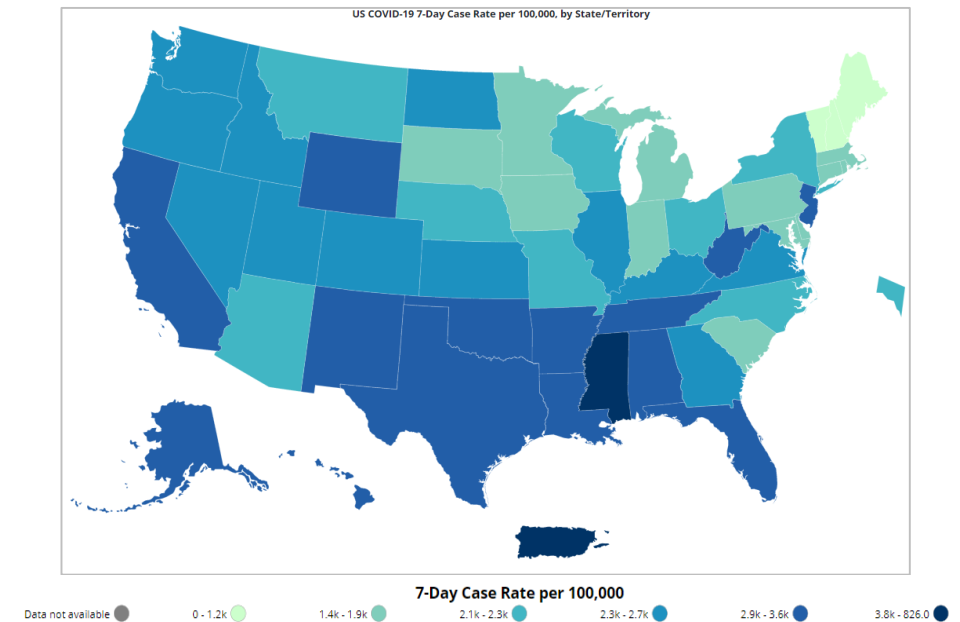 US COVID-19 7-Day Case Rate per 100,000, by State/Territory
7-Day Case Rate per 100,000
Data not available 0 - 1.2k 1.4k - 1.9k 2.1k - 2.3k 2.3k - 2.7k 2.9k - 3.6k 3.8k - 826.0